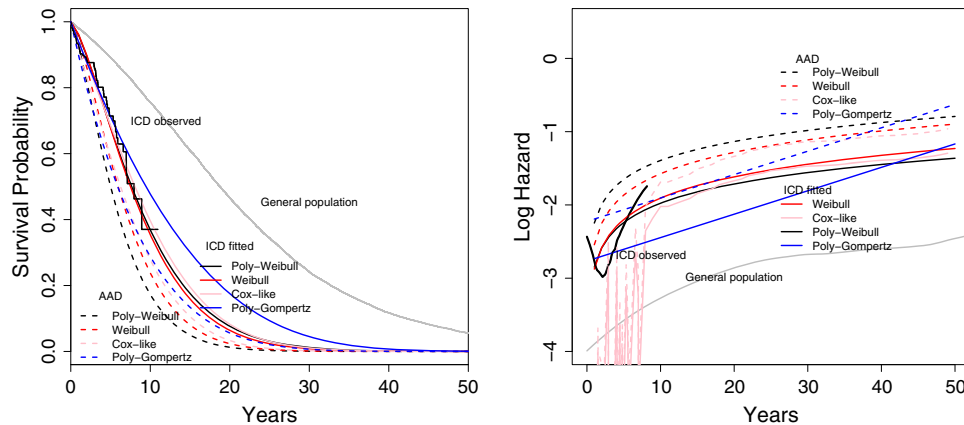 Survival Probability
1.0
0.8
0.6
0.4
0.2
0.0
ICD observed
General population
ICD fitted
Poly-Weibull
Weibull
Cox-like
Poly-Gompertz
AAD
Poly-Weibull
Weibull
Cox-like
Poly-Gompertz
0 10 20 30 40 50
Years
Log Hazard
0
−1
−2
−3
−4
AAD
Poly-Weibull
Weibull
Cox-like
Poly-Gompertz
ICD fitted
Weibull
Cox-like
Poly-Weibull
Poly-Gompertz
ICD observed
General population
0 10 20 30 40 50
Years